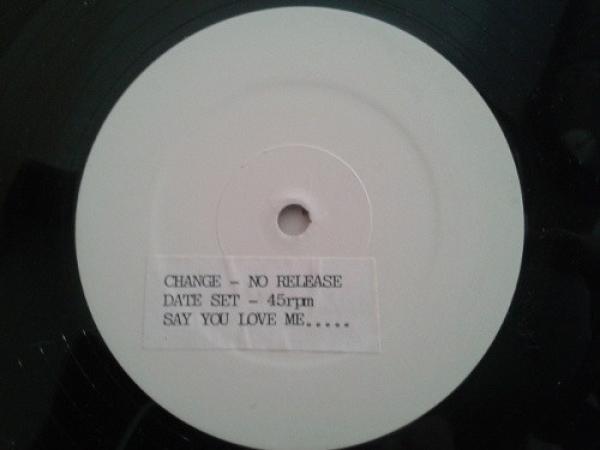 CHANGE - NO RELEASE
DATE SET - 45rpm
SAY YOU LOVE ME.....